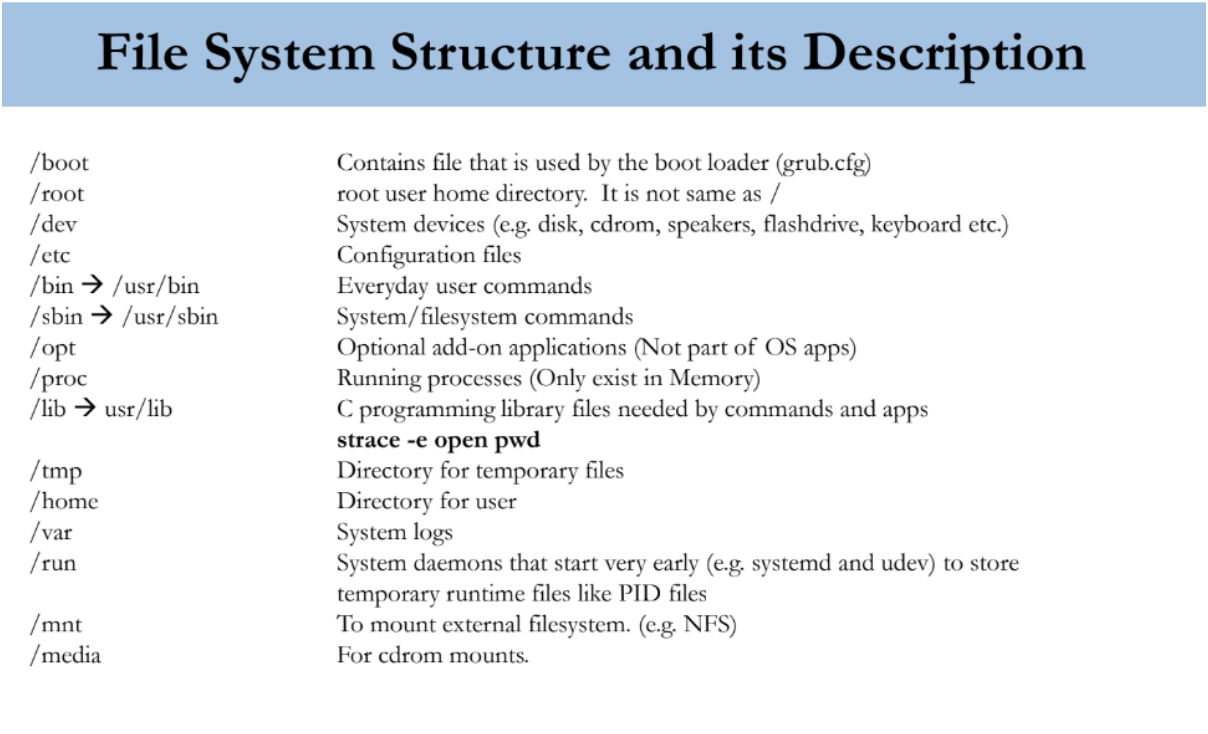 File System Structure and its Description
/boot Contains file that is used by the boot loader (grub.cfg)
/root root user home directory. It is not same as /
/dev System devices (e.g. disk, cdrom, speakers, flashdrive, keyboard etc.)
/etc Configuration files
/bin → /usr/bin Everyday user commands
/sbin → /usr/sbin System/filesystem commands
/opt Optional add-on applications (Not part of OS apps)
/proc Running processes (Only exist in Memory)
/lib → usr/lib C programming library files needed by commands and apps
strace -e open pwd
/tmp Directory for temporary files
/home Directory for user
/var System logs
/run System daemons that start very early (e.g. systemd and udev) to store
temporary runtime files like PID files
/mnt To mount external filesystem. (e.g. NFS)
/media For cdrom mounts.